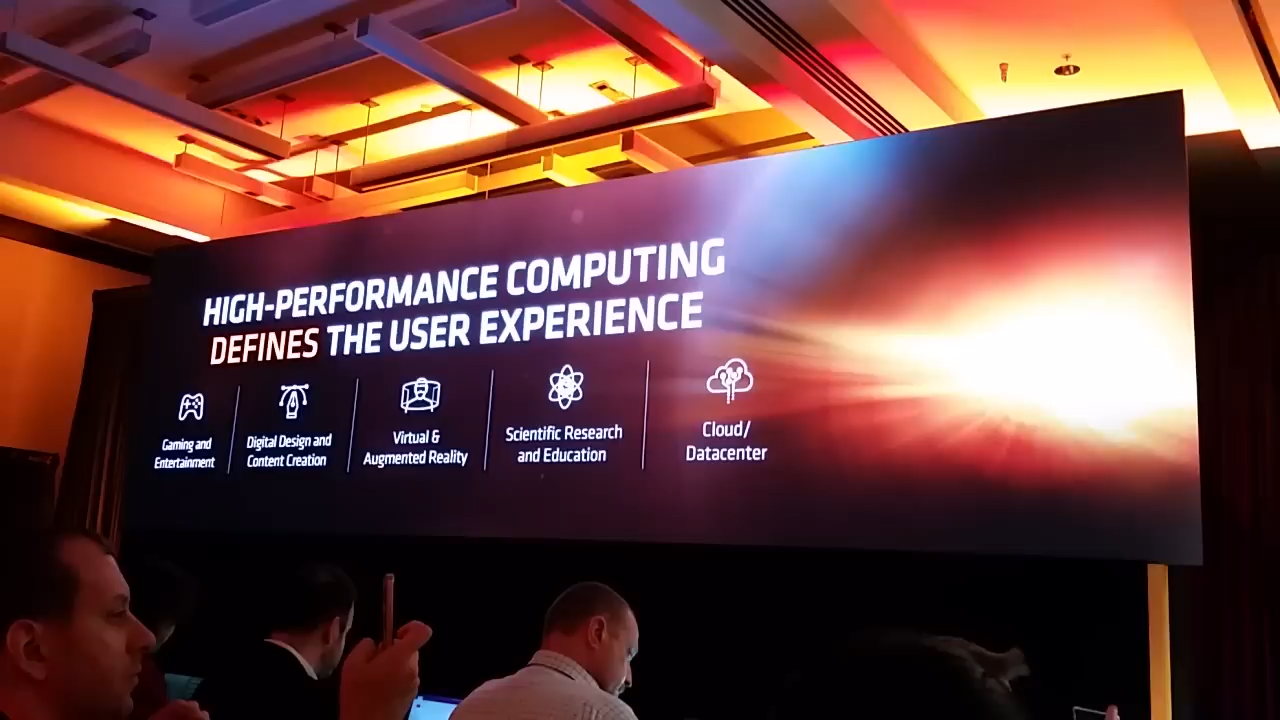 HIGH-PERFORMANCE COMPUTING
DEFINES THE USER EXPERIENCE
Gaming and
Entertainment
Digital Design and
Content Creation
Virtual &
Augmented Reality
Scientific Research
and Education
Cloud/
Datacenter